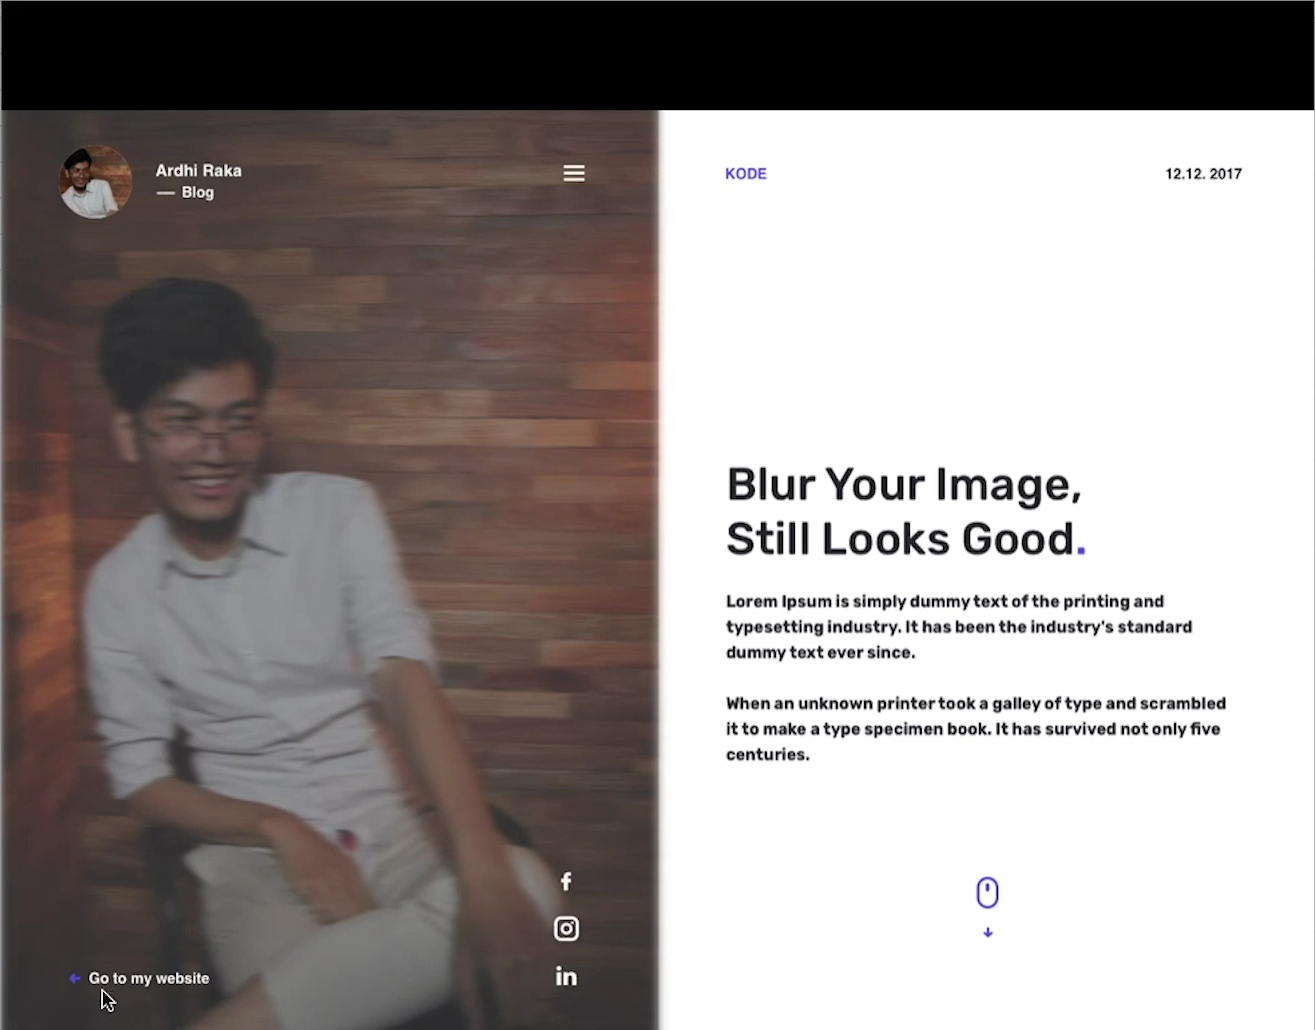 Ardhi Raka
— Blog
KODE
12.12. 2017
Blur Your Image,
Still Looks Good.
Lorem Ipsum is simply dummy text of the printing and
typesetting industry. It has been the industry's standard
dummy text ever since.
When an unknown printer took a galley of type and scrambled
it to make a type specimen book. It has survived not only five
centuries.
f
in
← Go to my website